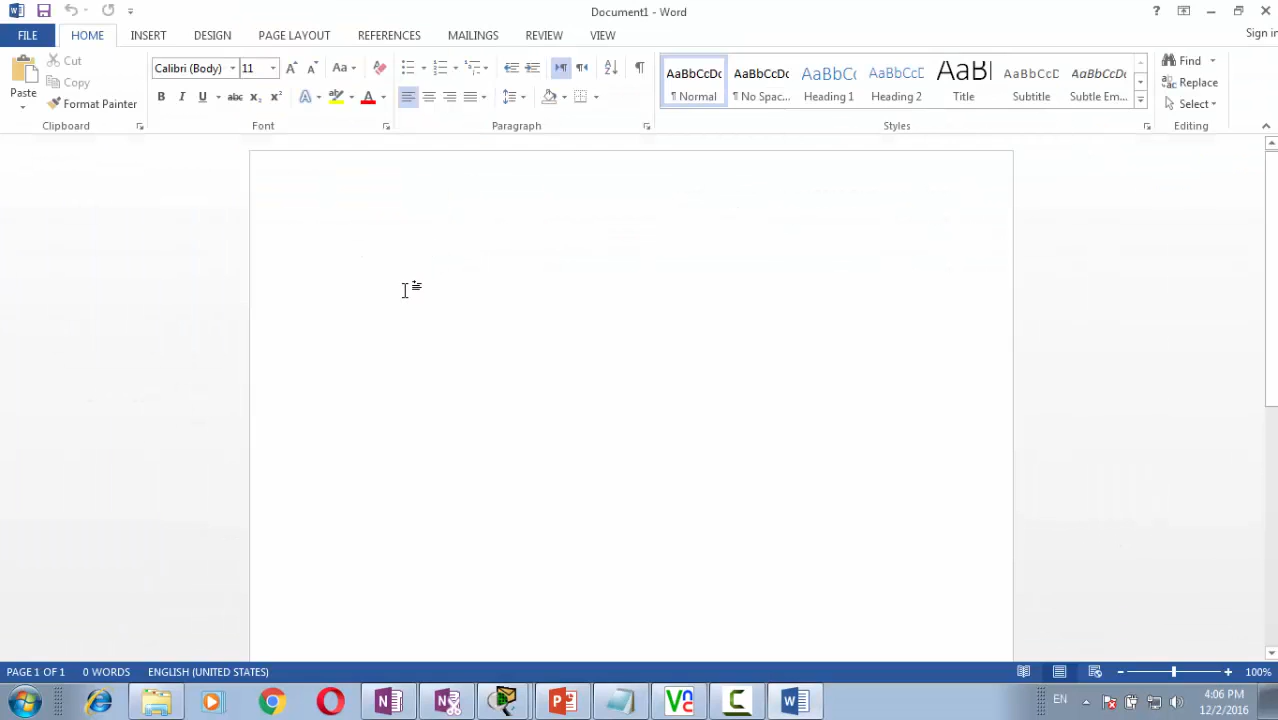 Document1 - Word
FILE HOME INSERT DESIGN PAGE LAYOUT REFERENCES MAILINGS REVIEW VIEW Sign in
Paste
Cut
Copy
Format Painter
Clipboard
Calibri (Body) 11
Font
Paragraph
AaBbCcDc AaBbCcDc AaBbCc AaBbCcD AaB AaBbCcD AaBbCcDc
¶ Normal ¶ No Spac... Heading 1 Heading 2 Title Subtitle Subtle Em...
Styles
Find
Replace
Select
Editing
PAGE 1 OF 1 0 WORDS ENGLISH (UNITED STATES) 100%
EN 4:06 PM
12/2/2016